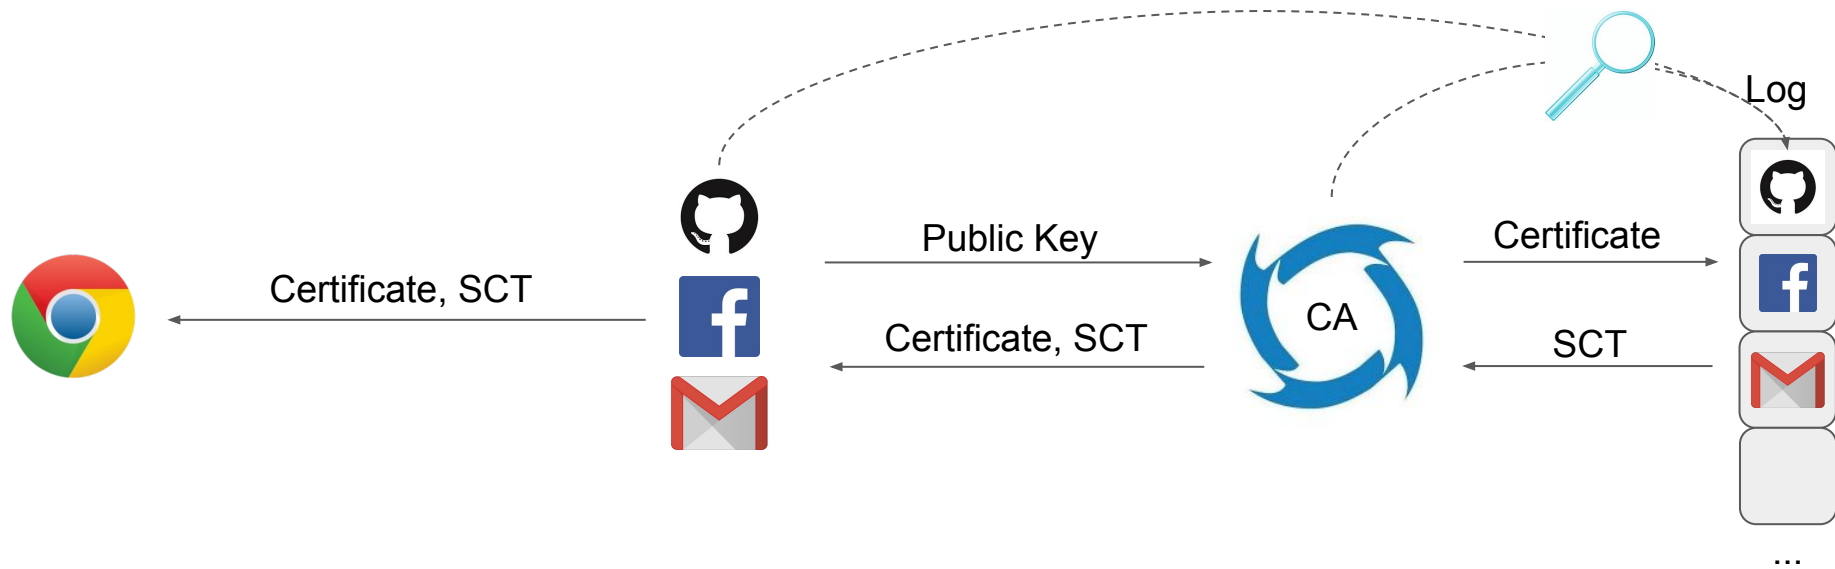 Log
Public Key
Certificate
Certificate, SCT
CA
Certificate, SCT
SCT
...